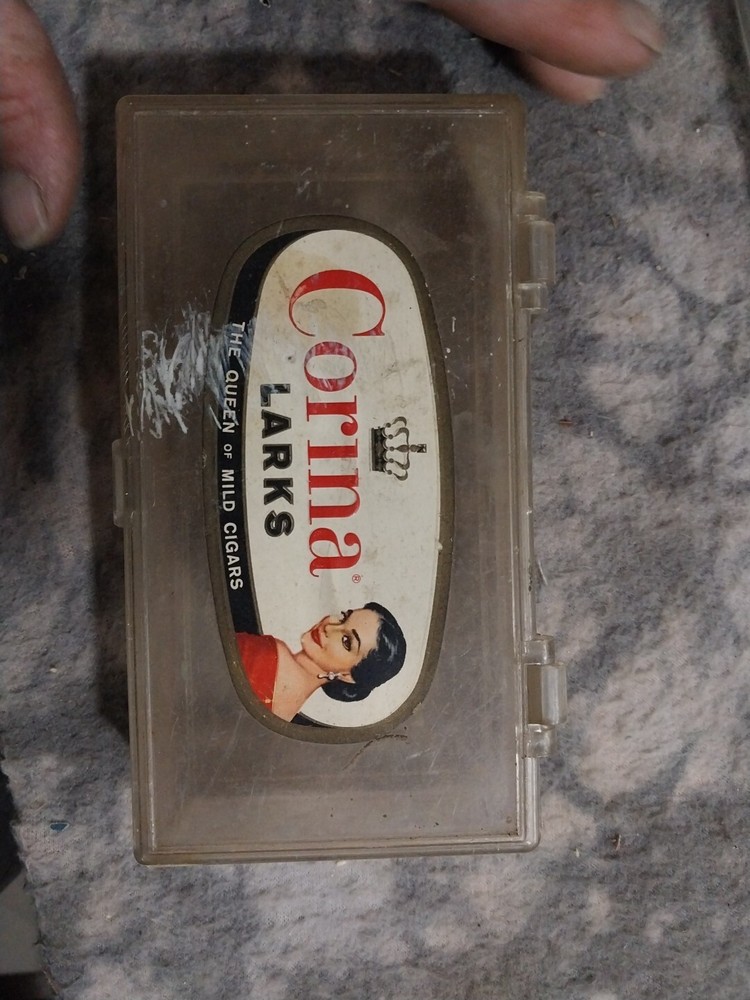 Corina®
LARKS
THE QUEEN OF MILD CIGARS